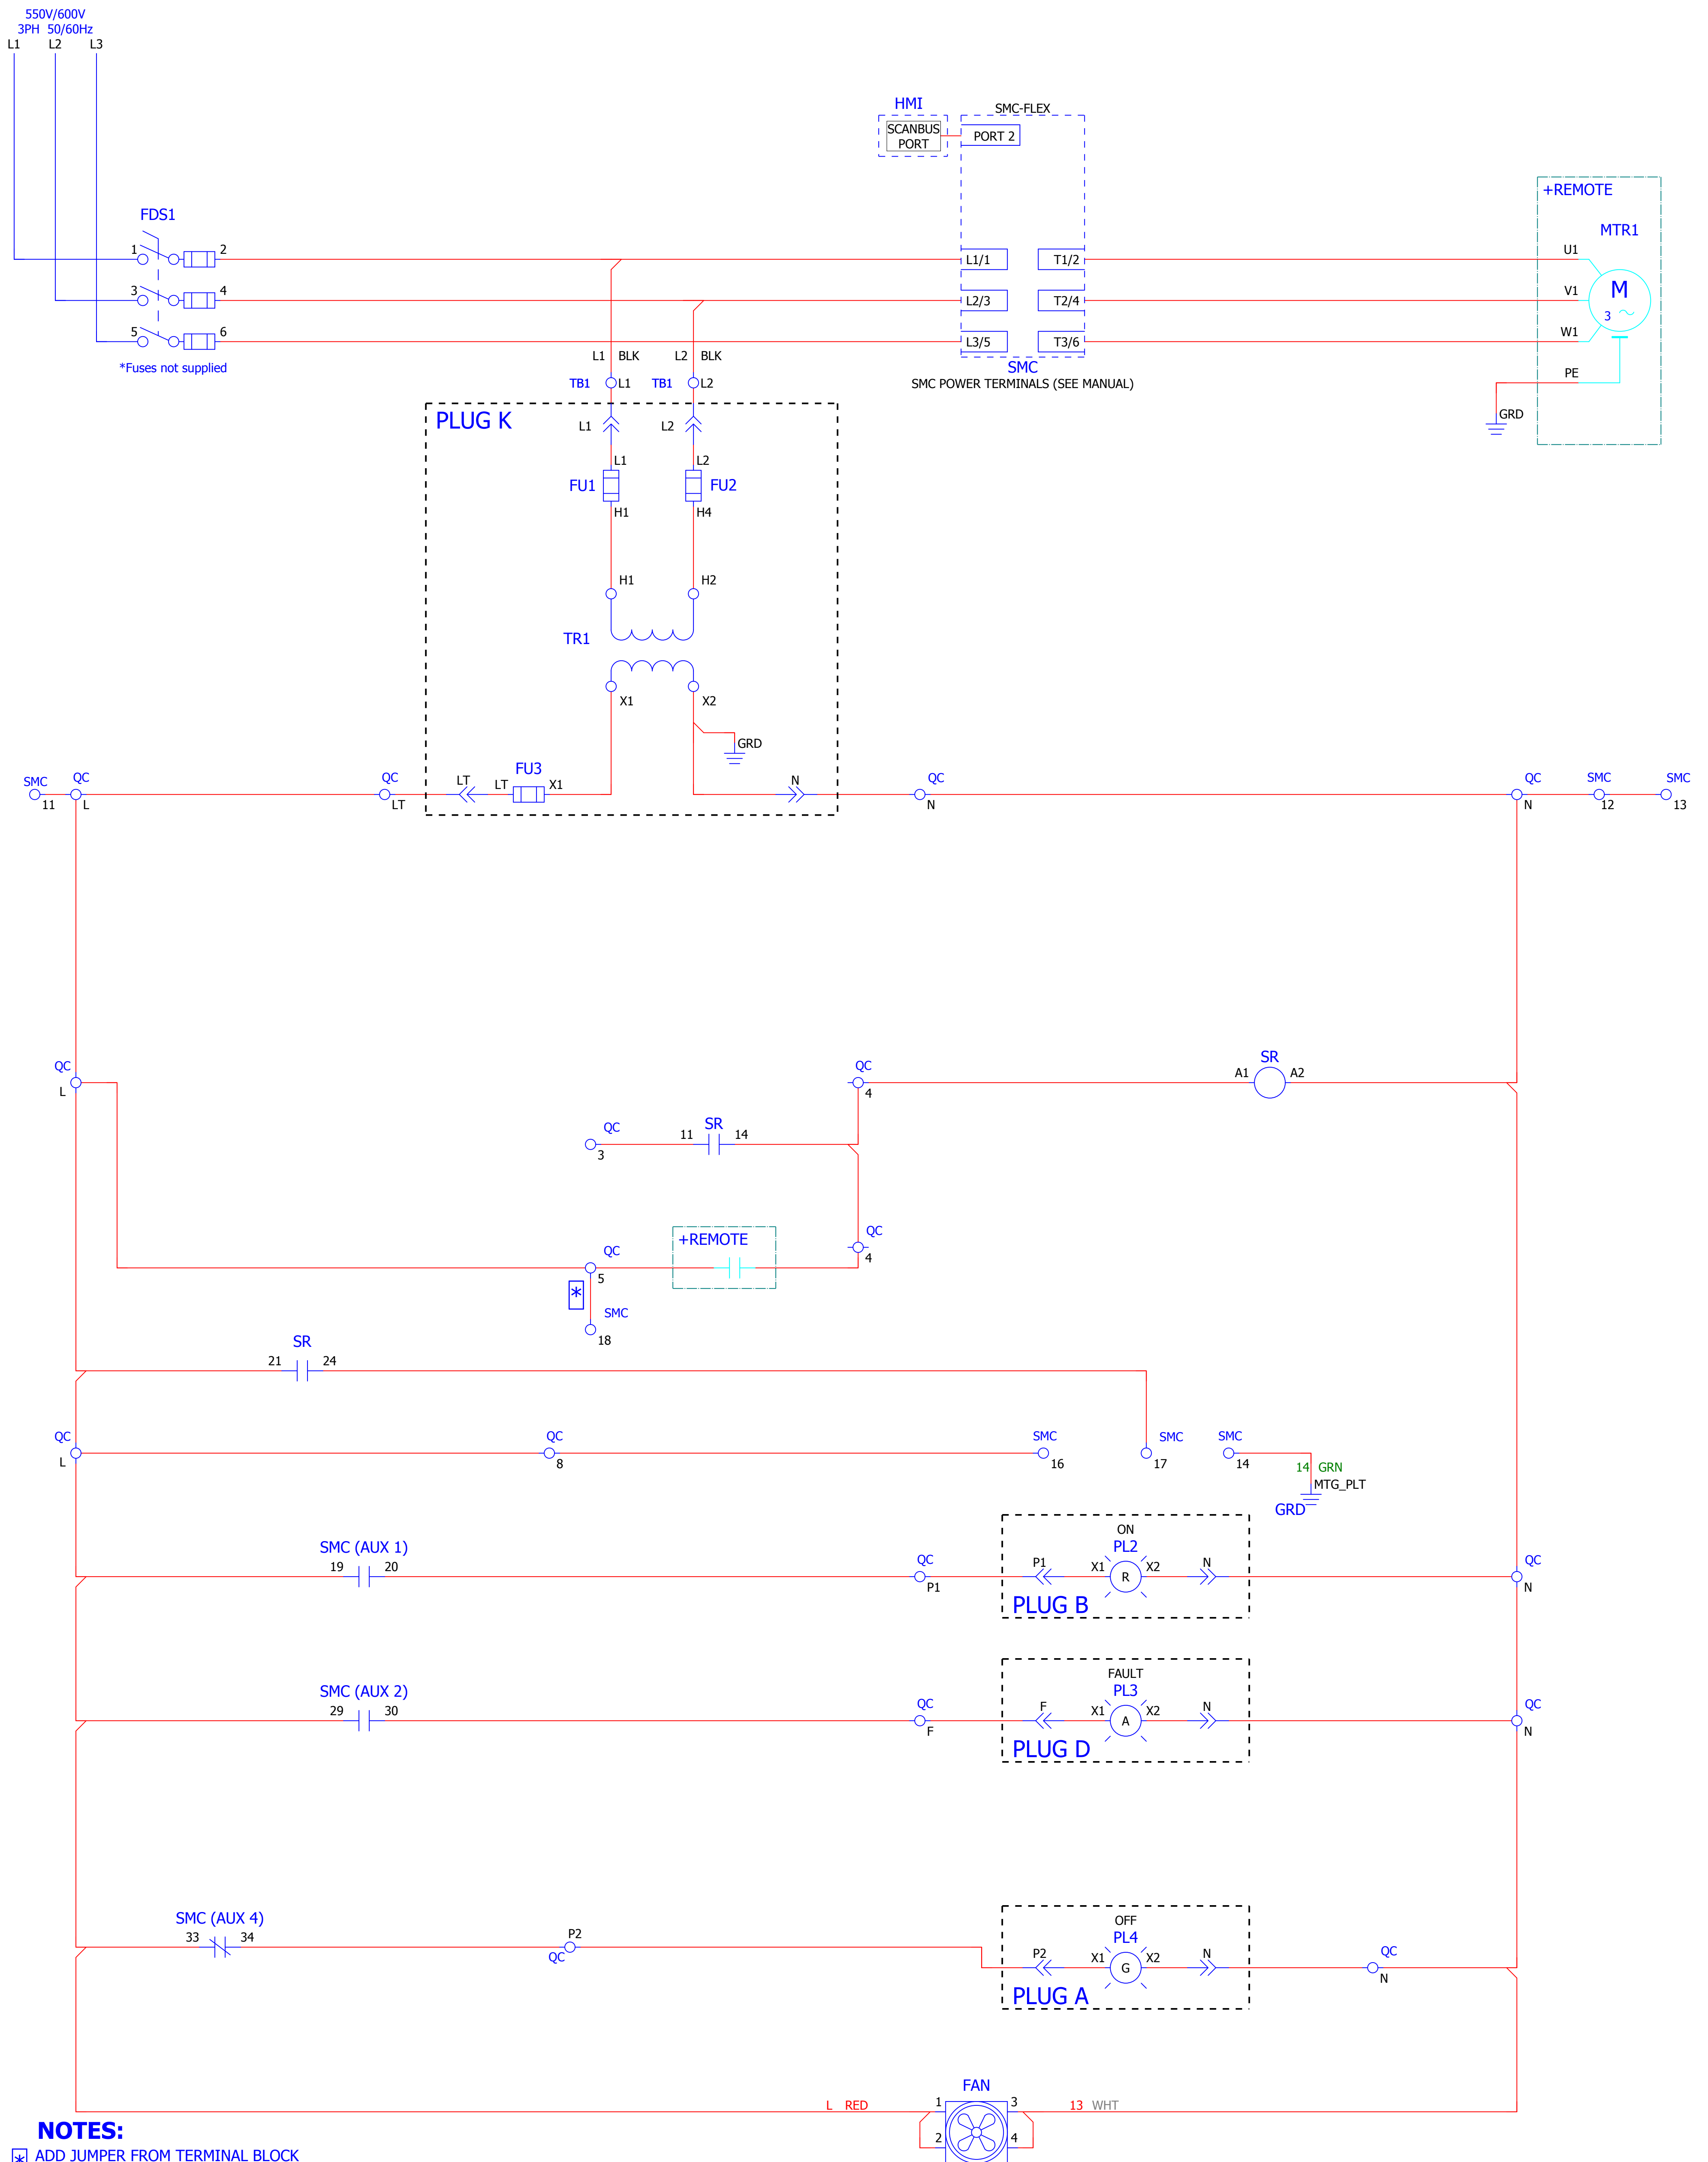 550V/600V
3PH 50/60Hz
L1 L2 L3
HMI
SMC-FLEX
SCANBUS
PORT
PORT 2
+REMOTE
FDS1
MTR1
1 2 L1/1 T1/2 U1
3 4 L2/3 T2/4 V1
M
3
5 6 L3/5 T3/6 W1
*Fuses not supplied
L1 BLK L2 BLK
SMC
SMC POWER TERMINALS (SEE MANUAL)
PE
GRD
TB1 L1 TB1 L2
PLUG K
L1 L2
L1 L2
FU1 FU2
H1 H4
H1 H2
TR1
X1 X2
GRD
SMC QC QC LT LT FU3 X1 N QC QC SMC SMC
11 L LT N N 12 13
QC QC SR
L 4 A1 A2
QC 11 SR 14
3
QC +REMOTE QC
5 4
*
SMC
18
SR
21 24
QC QC SMC SMC SMC
L 8 16 17 14
14 GRN
MTG_PLT
GRD
ON
SMC (AUX 1) PL2
19 20 QC P1 X1 R X2 N QC
P1 N
PLUG B
FAULT
SMC (AUX 2) PL3
29 30 QC F X1 A X2 N QC
F N
PLUG D
OFF
SMC (AUX 4) PL4
33 34 P2 P2 X1 G X2 N QC
QC N
PLUG A
FAN
L RED 1 3 13 WHT
2 4
NOTES:
* ADD JUMPER FROM TERMINAL BLOCK